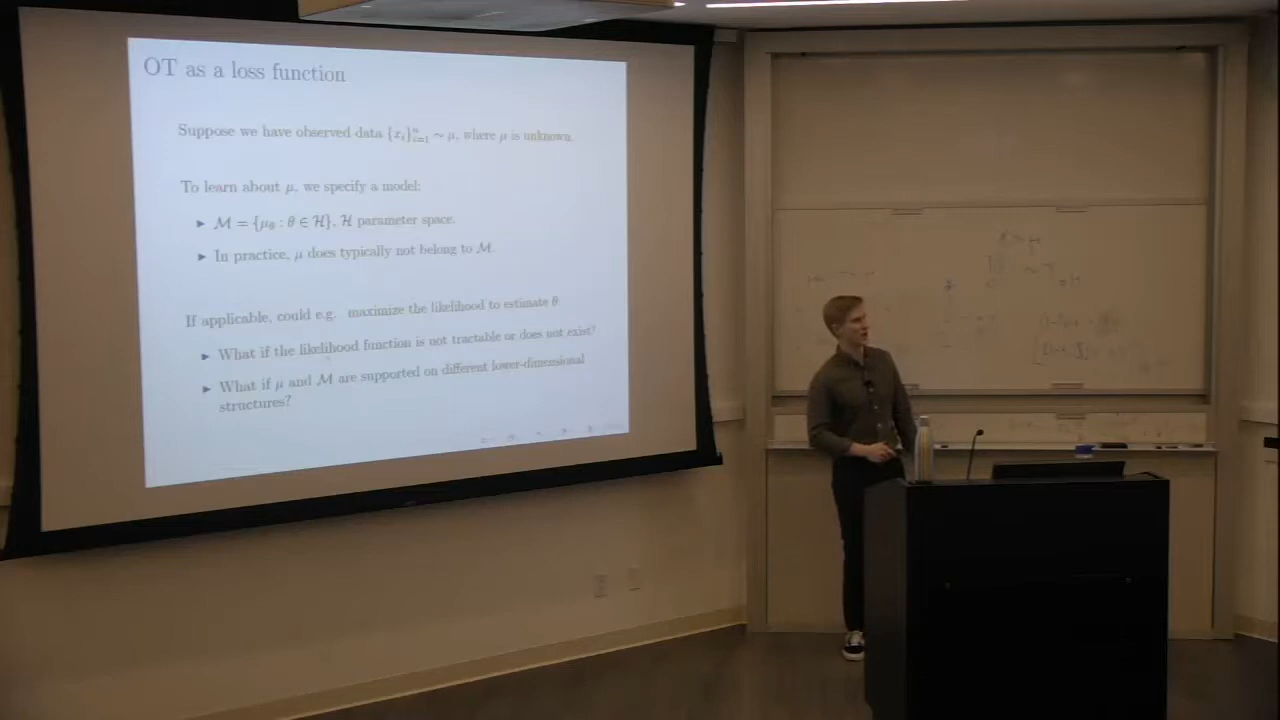 OT as a loss function
Suppose we have observed data {x_i}_{i=1}^n ∼ μ, where μ is unknown.
To learn about μ, we specify a model:
► ℳ = {μ_θ : θ ∈ ℋ}, ℋ parameter space.
► In practice, μ does typically not belong to ℳ.
If applicable, could e.g. maximize the likelihood to estimate θ
► What if the likelihood function is not tractable or does not exist?
► What if μ and ℳ are supported on different lower-dimensional
structures?